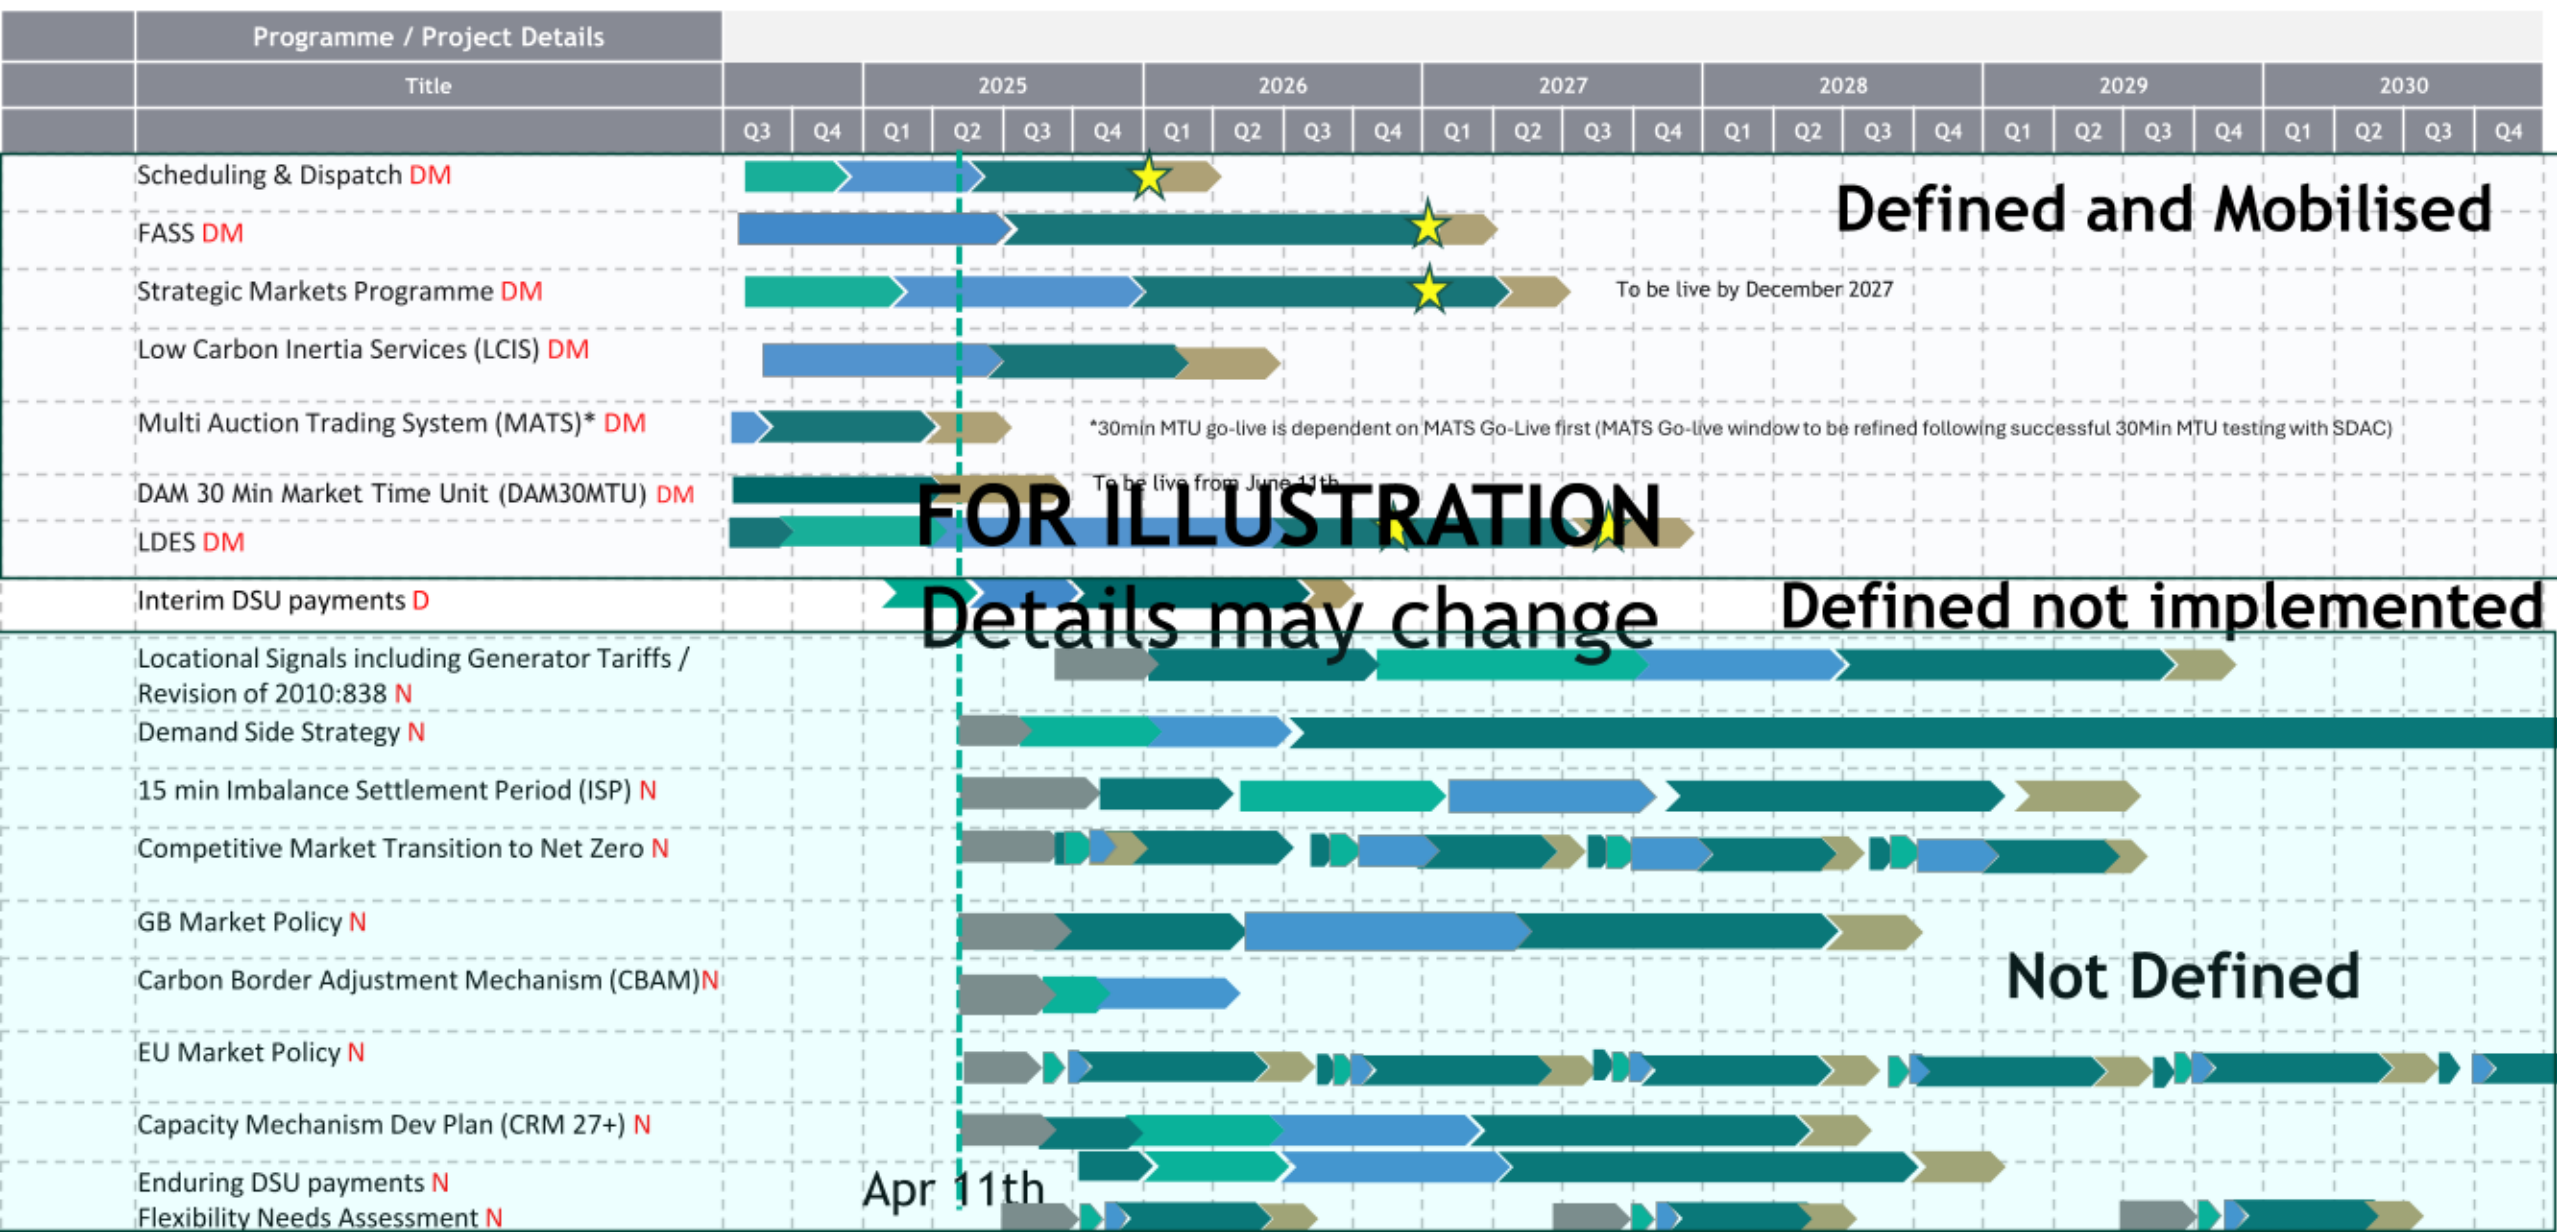 Programme / Project Details
Title 2025 2026 2027 2028 2029 2030
Q3 Q4 Q1 Q2 Q3 Q4 Q1 Q2 Q3 Q4 Q1 Q2 Q3 Q4 Q1 Q2 Q3 Q4 Q1 Q2 Q3 Q4 Q1 Q2 Q3 Q4
Scheduling & Dispatch DM
Defined and Mobilised
FASS DM
Strategic Markets Programme DM To be live by December 2027
Low Carbon Inertia Services (LCIS) DM
Multi Auction Trading System (MATS)* DM *30min MTU go-live is dependent on MATS Go-Live first (MATS Go-live window to be refined following successful 30Min MTU testing with SDAC)
DAM 30 Min Market Time Unit (DAM30MTU) DM To be live from June 11th
FOR ILLUSTRATION
LDES DM
Interim DSU payments D
Details may change
Defined not implemented
Locational Signals including Generator Tariffs /
Revision of 2010:838 N
Demand Side Strategy N
15 min Imbalance Settlement Period (ISP) N
Competitive Market Transition to Net Zero N
GB Market Policy N
Carbon Border Adjustment Mechanism (CBAM)N
Not Defined
EU Market Policy N
Capacity Mechanism Dev Plan (CRM 27+) N
Enduring DSU payments N
Apr 11th
Flexibility Needs Assessment N